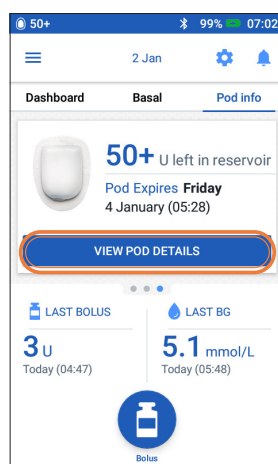 50+ 99% 07:02
2 Jan
Dashboard Basal Pod info
50+ U left in reservoir
Pod Expires Friday
4 January (05:28)
VIEW POD DETAILS
LAST BOLUS LAST BG
3 U 5.1 mmol/L
Today (04:47) Today (05:48)
Bolus